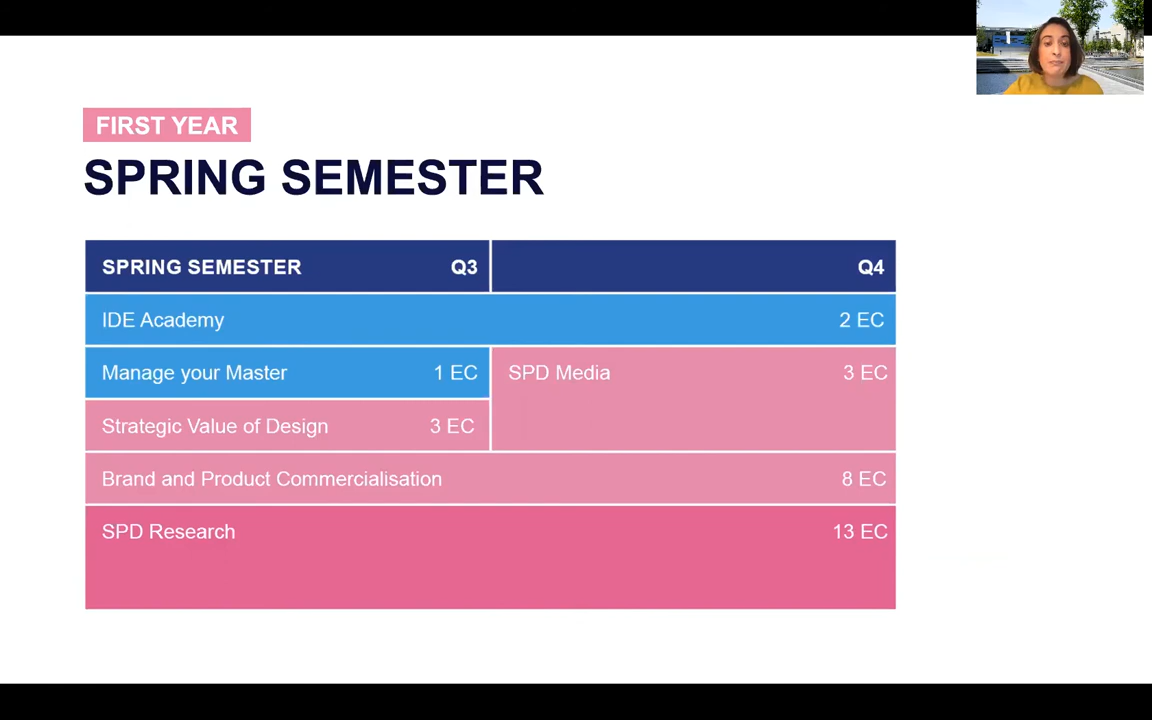 FIRST YEAR
SPRING SEMESTER
SPRING SEMESTER Q3 Q4
IDE Academy 2 EC
Manage your Master 1 EC SPD Media 3 EC
Strategic Value of Design 3 EC
Brand and Product Commercialisation 8 EC
SPD Research 13 EC